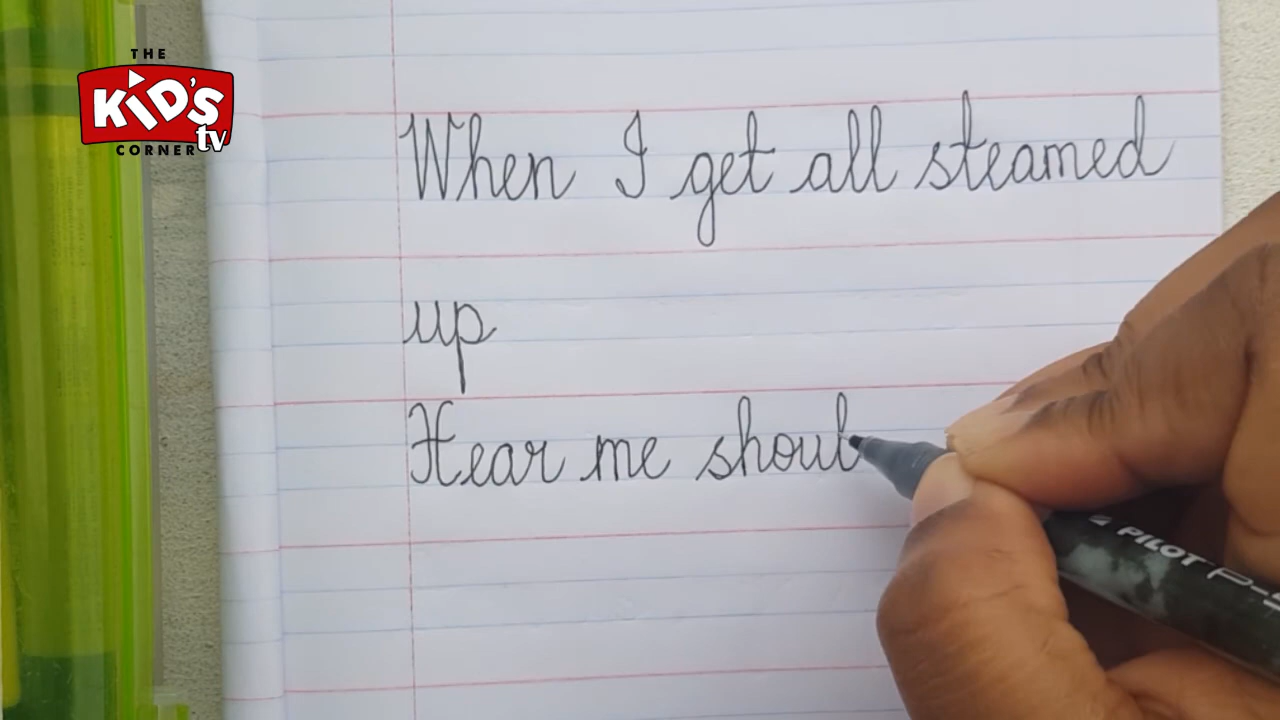 THE
KID'S tv
CORNER
When I get all steamed
up
Hear me shout
PILOT